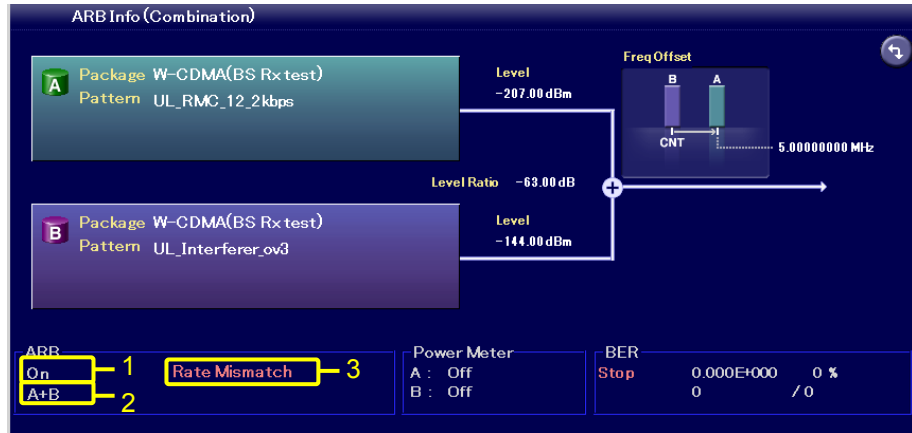 ARB Info(Combination)
A
Package W-CDMA(BS Rx test)
Pattern UL_RMC_12_2kbps
Level
-207.00 dBm
Freq Offset
B A
CNT
5.00000000 MHz
Level Ratio -63.00 dB
B
Package W-CDMA(BS Rx test)
Pattern UL_Interferer_ov3
Level
-144.00 dBm
ARB
On
1
A+B
2
Rate Mismatch
3
Power Meter
A : Off
B : Off
BER
Stop 0.000E+000 0 %
0 / 0